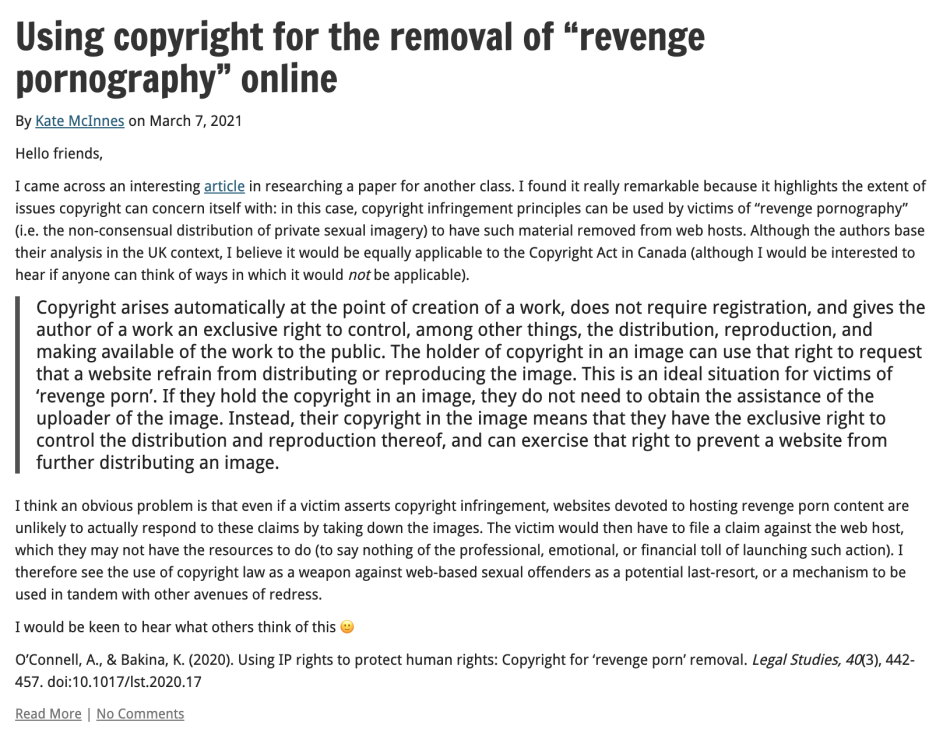 Using copyright for the removal of “revenge
pornography” online
By Kate McInnes on March 7, 2021
Hello friends,
I came across an interesting article in researching a paper for another class. I found it really remarkable because it highlights the extent of
issues copyright can concern itself with: in this case, copyright infringement principles can be used by victims of “revenge pornography”
(i.e. the non-consensual distribution of private sexual imagery) to have such material removed from web hosts. Although the authors base
their analysis in the UK context, I believe it would be equally applicable to the Copyright Act in Canada (although I would be interested to
hear if anyone can think of ways in which it would not be applicable).
Copyright arises automatically at the point of creation of a work, does not require registration, and gives the
author of a work an exclusive right to control, among other things, the distribution, reproduction, and
making available of the work to the public. The holder of copyright in an image can use that right to request
that a website refrain from distributing or reproducing the image. This is an ideal situation for victims of
‘revenge porn’. If they hold the copyright in an image, they do not need to obtain the assistance of the
uploader of the image. Instead, their copyright in the image means that they have the exclusive right to
control the distribution and reproduction thereof, and can exercise that right to prevent a website from
further distributing an image.
I think an obvious problem is that even if a victim asserts copyright infringement, websites devoted to hosting revenge porn content are
unlikely to actually respond to these claims by taking down the images. The victim would then have to file a claim against the web host,
which they may not have the resources to do (to say nothing of the professional, emotional, or financial toll of launching such action). I
therefore see the use of copyright law as a weapon against web-based sexual offenders as a potential last-resort, or a mechanism to be
used in tandem with other avenues of redress.
I would be keen to hear what others think of this 🙂
O’Connell, A., & Bakina, K. (2020). Using IP rights to protect human rights: Copyright for ‘revenge porn’ removal. Legal Studies, 40(3), 442-
457. doi:10.1017/lst.2020.17
Read More | No Comments